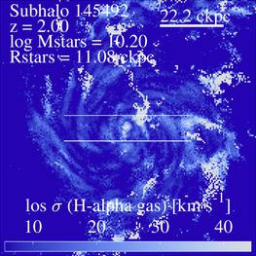 Subhalo 145492
22.2 ckpc
z = 2.00
log Mstars = 10.20
Rstars = 11.08 ckpc
los σ (H-alpha gas) [km s⁻¹]
10 20 30 40